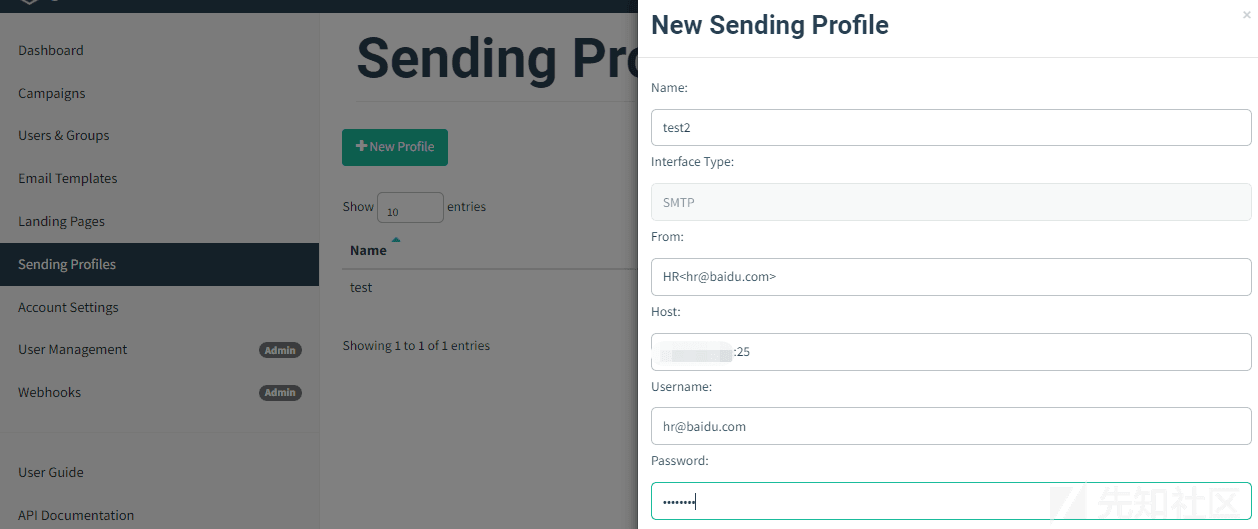 Dashboard
Campaigns
Users & Groups
Email Templates
Landing Pages
Sending Profiles
Account Settings
User Management Admin
Webhooks Admin
User Guide
API Documentation
Sending Pro
New Profile
Show 10 entries
Name
test
Showing 1 to 1 of 1 entries
New Sending Profile
×
Name:
test2
Interface Type:
SMTP
From:
HR<hr@baidu.com>
Host:
:25
Username:
hr@baidu.com
Password:
••••••••
先知社区